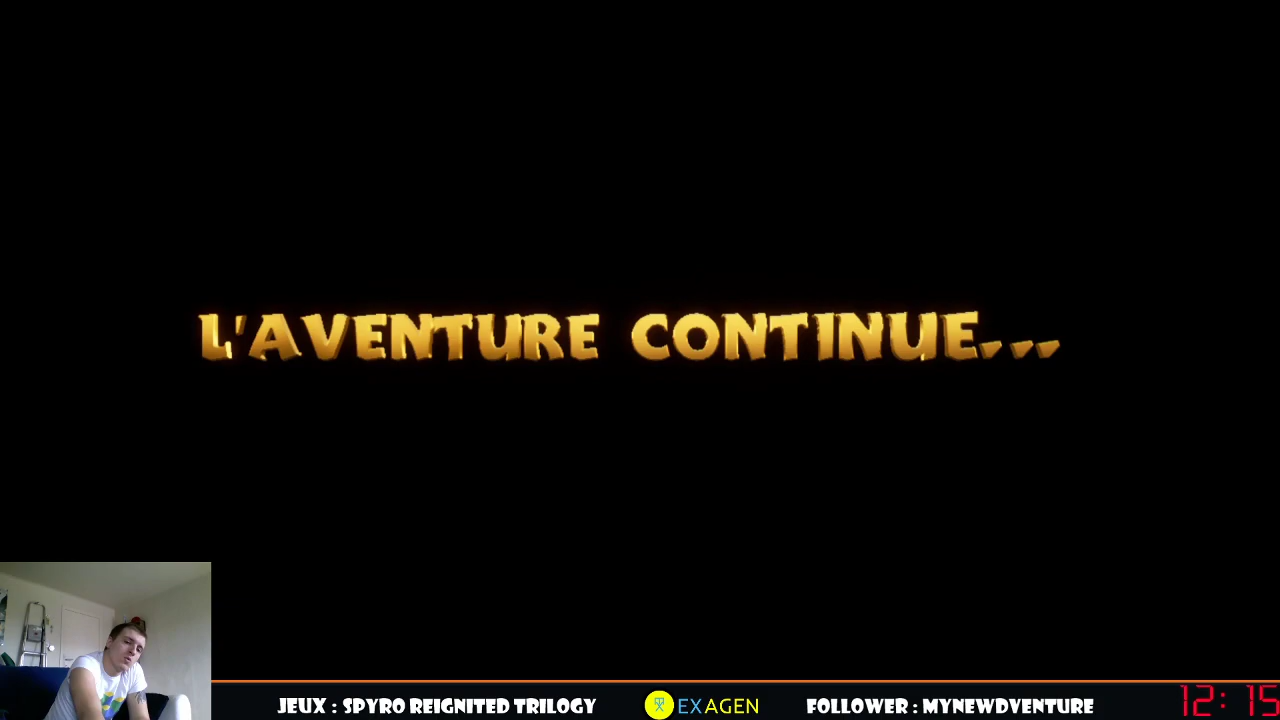 L'AVENTURE CONTINUE...
JEUX : SPYRO REIGNITED TRILOGY EXAGEN FOLLOWER : MYNEWDVENTURE 12:15